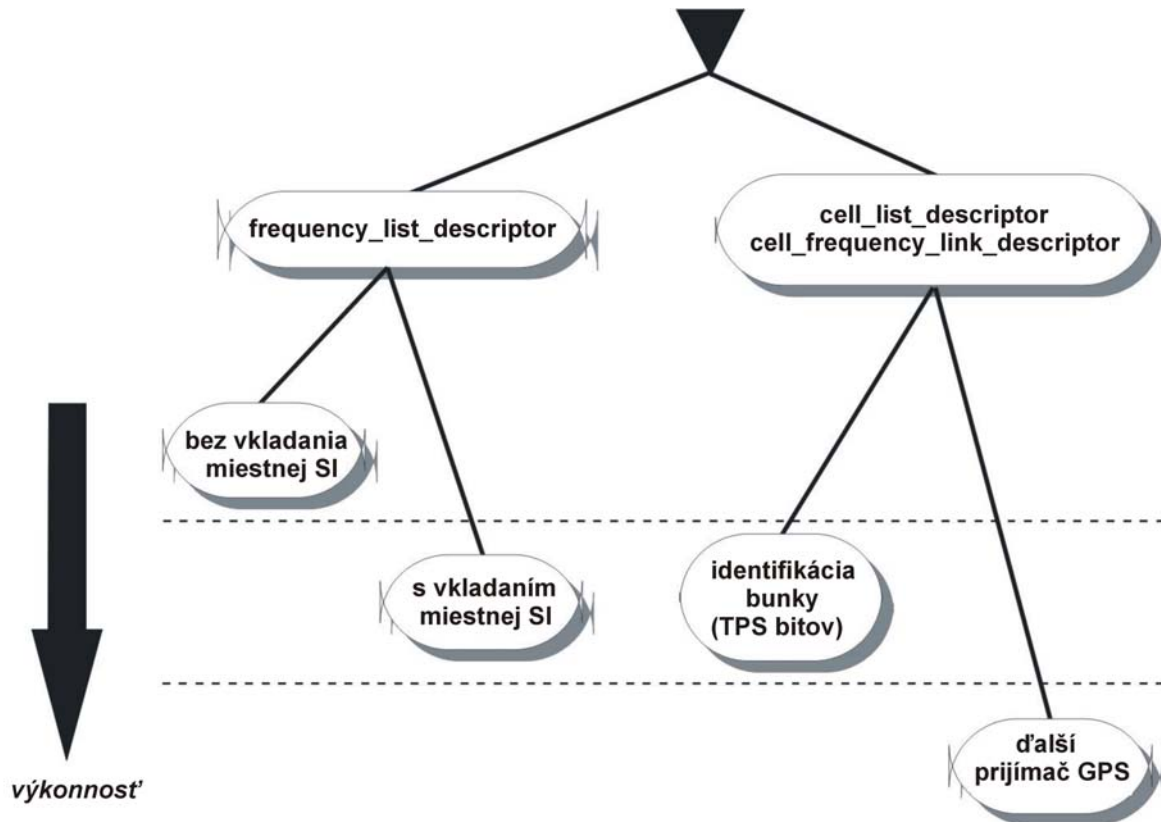 frequency_list_descriptor
cell_list_descriptor
cell_frequency_link_descriptor
bez vkladania
miestnej SI
s vkladaním
miestnej SI
identifikácia
bunky
(TPS bitov)
ďalší
prijímač GPS
výkonnosť